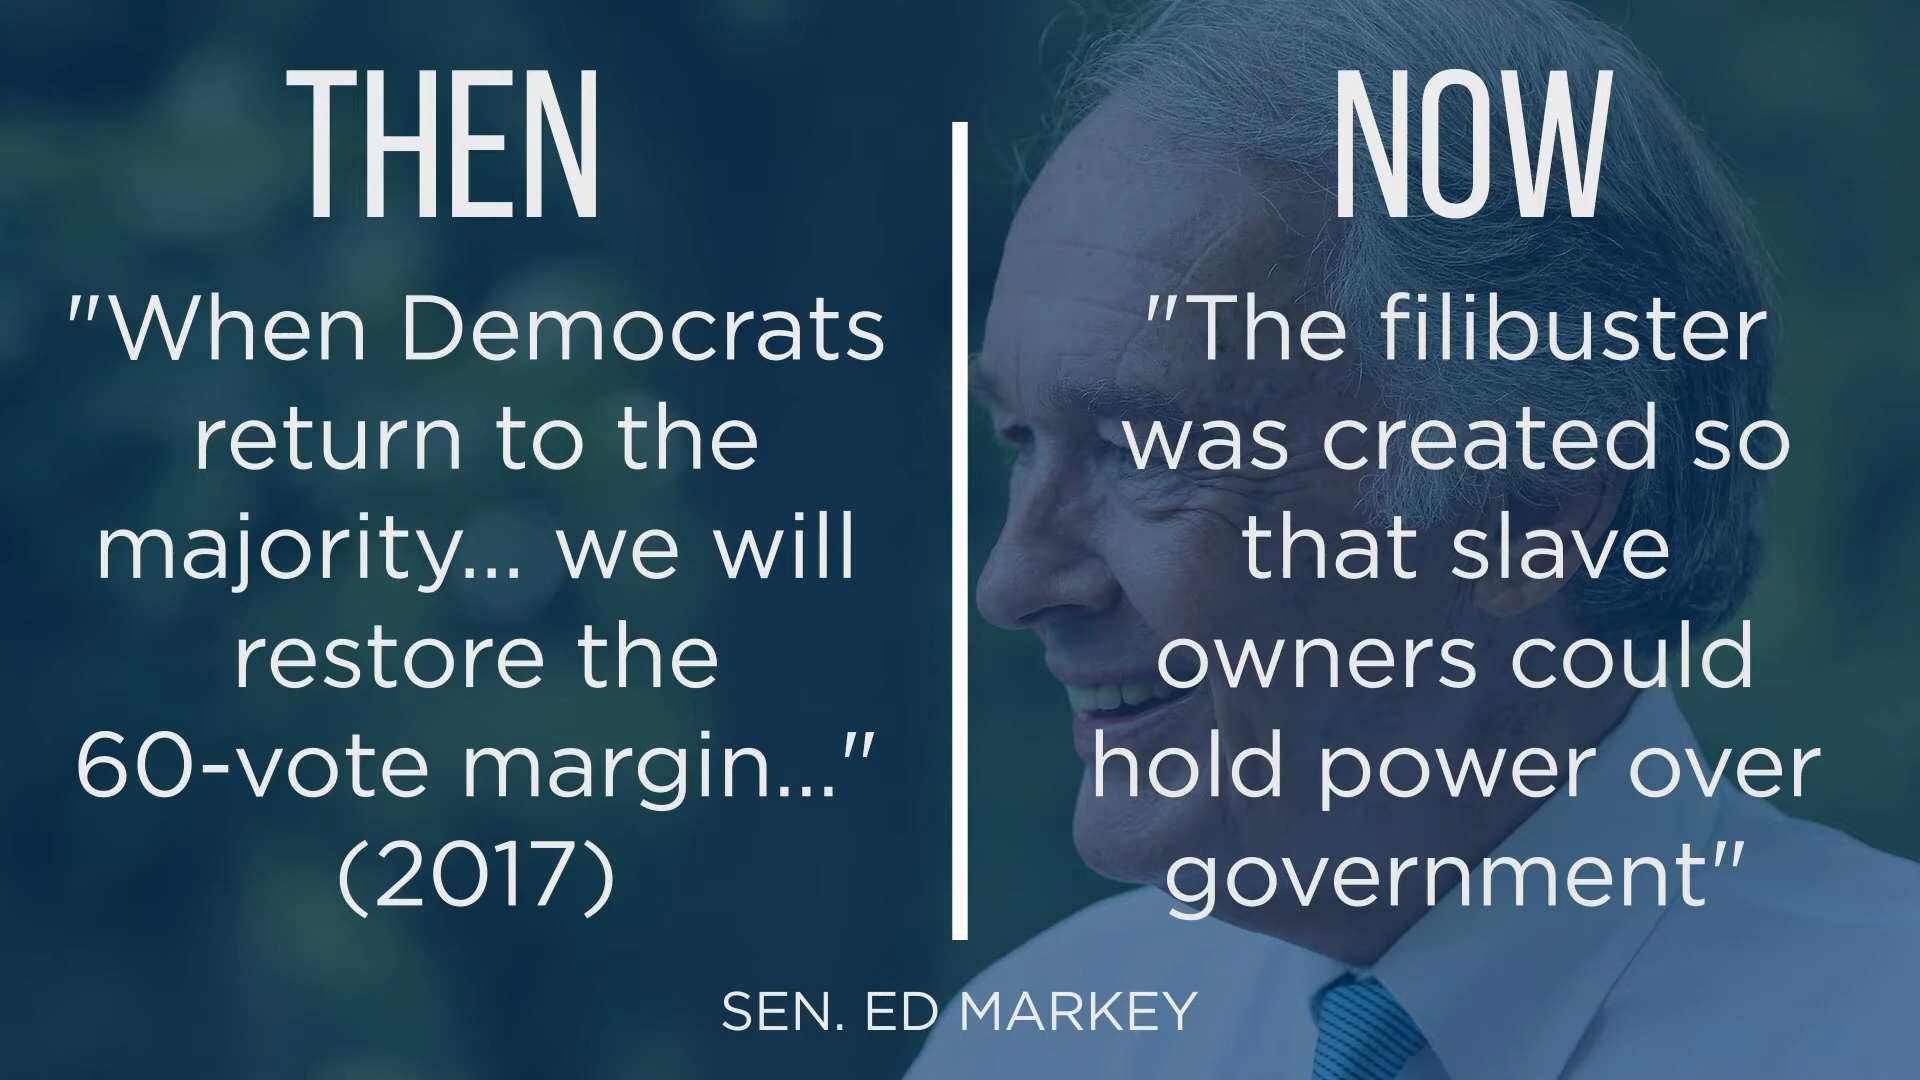 THEN
"When Democrats
return to the
majority... we will
restore the
60-vote margin..."
(2017)
NOW
"The filibuster
was created so
that slave
owners could
hold power over
government"
SEN. ED MARKEY